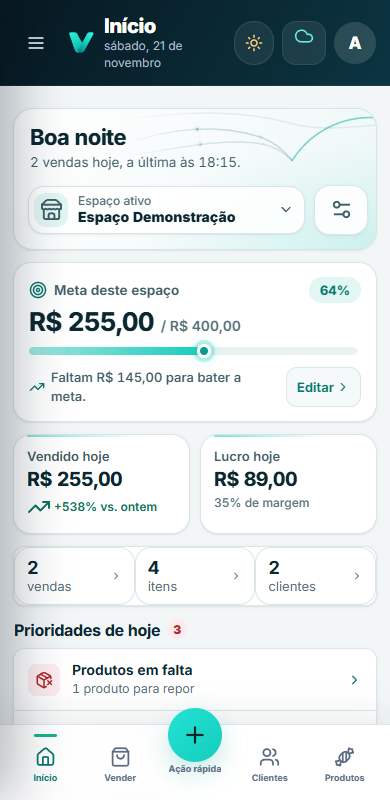 Início
sábado, 21 de
novembro
A
Boa noite
2 vendas hoje, a última às 18:15.
Espaço ativo
Espaço Demonstração
Meta deste espaço
64%
R$ 255,00 / R$ 400,00
Faltam R$ 145,00 para bater a
meta.
Editar
Vendido hoje
R$ 255,00
+538% vs. ontem
Lucro hoje
R$ 89,00
35% de margem
2
vendas
4
itens
2
clientes
Prioridades de hoje 3
Produtos em falta
1 produto para repor
Início
Vender
Ação rápida
Clientes
Produtos